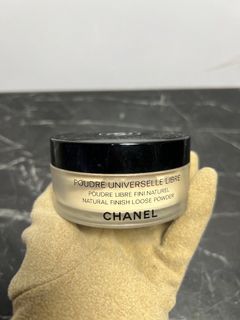 POUDRE UNIVERSELLE LIBRE
POUDRE LIBRE FINI NATUREL
NATURAL FINISH LOOSE POWDER
CHANEL